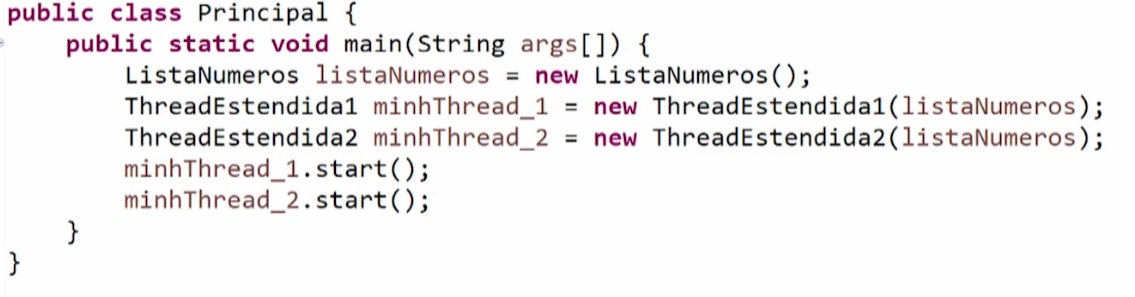 public class Principal {
    public static void main(String args[]) {
        ListaNumeros listaNumeros = new ListaNumeros();
        ThreadEstendida1 minhThread_1 = new ThreadEstendida1(listaNumeros);
        ThreadEstendida2 minhThread_2 = new ThreadEstendida2(listaNumeros);
        minhThread_1.start();
        minhThread_2.start();
    }
}